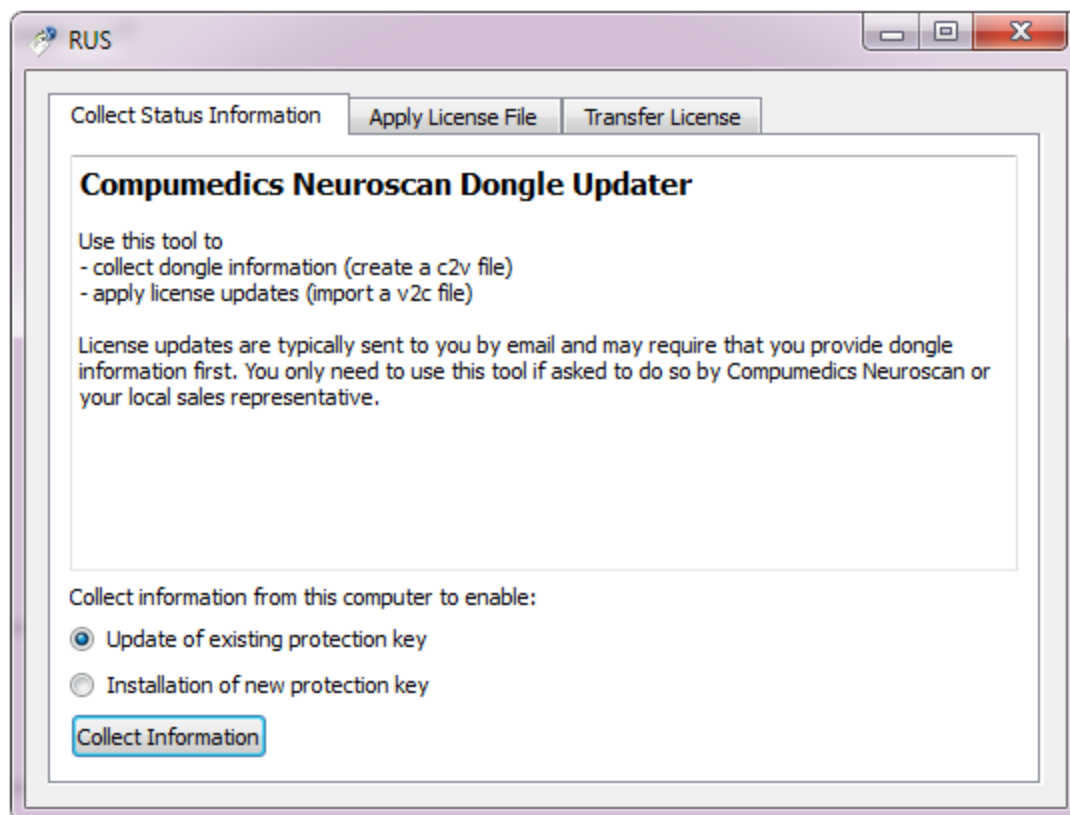 RUS
Collect Status Information
Apply License File
Transfer License
Compumedics Neuroscan Dongle Updater
Use this tool to
- collect dongle information (create a c2v file)
- apply license updates (import a v2c file)
License updates are typically sent to you by email and may require that you provide dongle
information first. You only need to use this tool if asked to do so by Compumedics Neuroscan or
your local sales representative.
Collect information from this computer to enable:
Update of existing protection key
Installation of new protection key
Collect Information